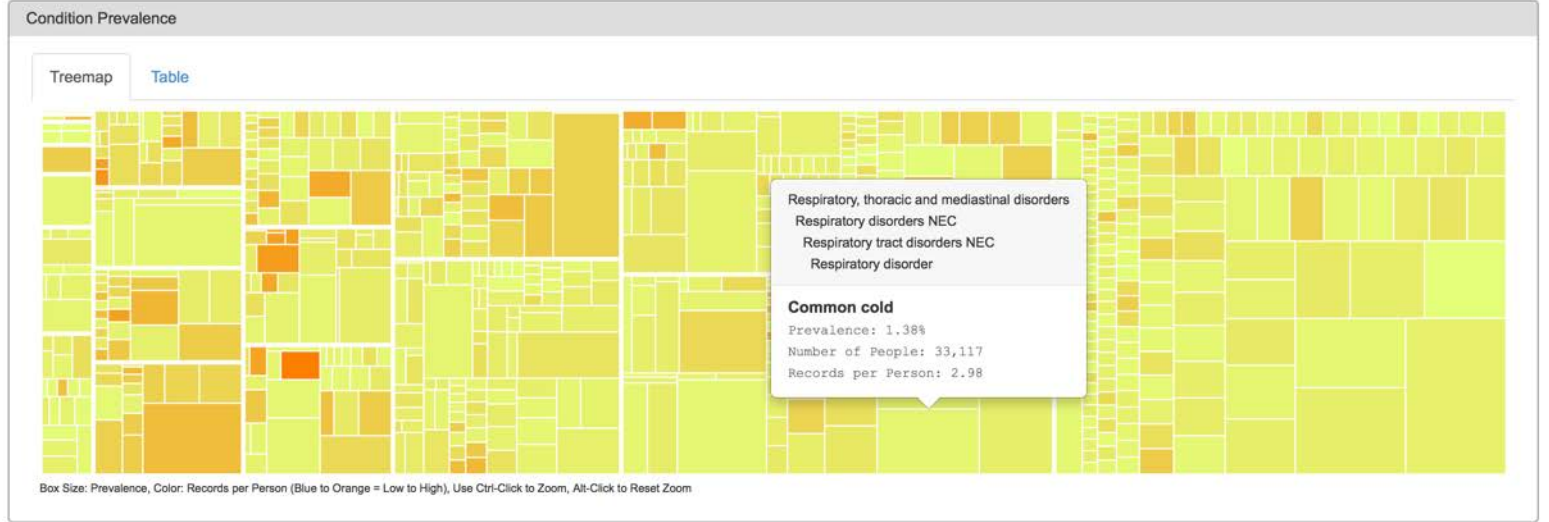 Condition Prevalence
Treemap
Table
Respiratory, thoracic and mediastinal disorders
Respiratory disorders NEC
Respiratory tract disorders NEC
Respiratory disorder
Common cold
Prevalence: 1.38%
Number of People: 33,117
Records per Person: 2.98
Box Size: Prevalence, Color: Records per Person (Blue to Orange = Low to High), Use Ctrl-Click to Zoom, Alt-Click to Reset Zoom